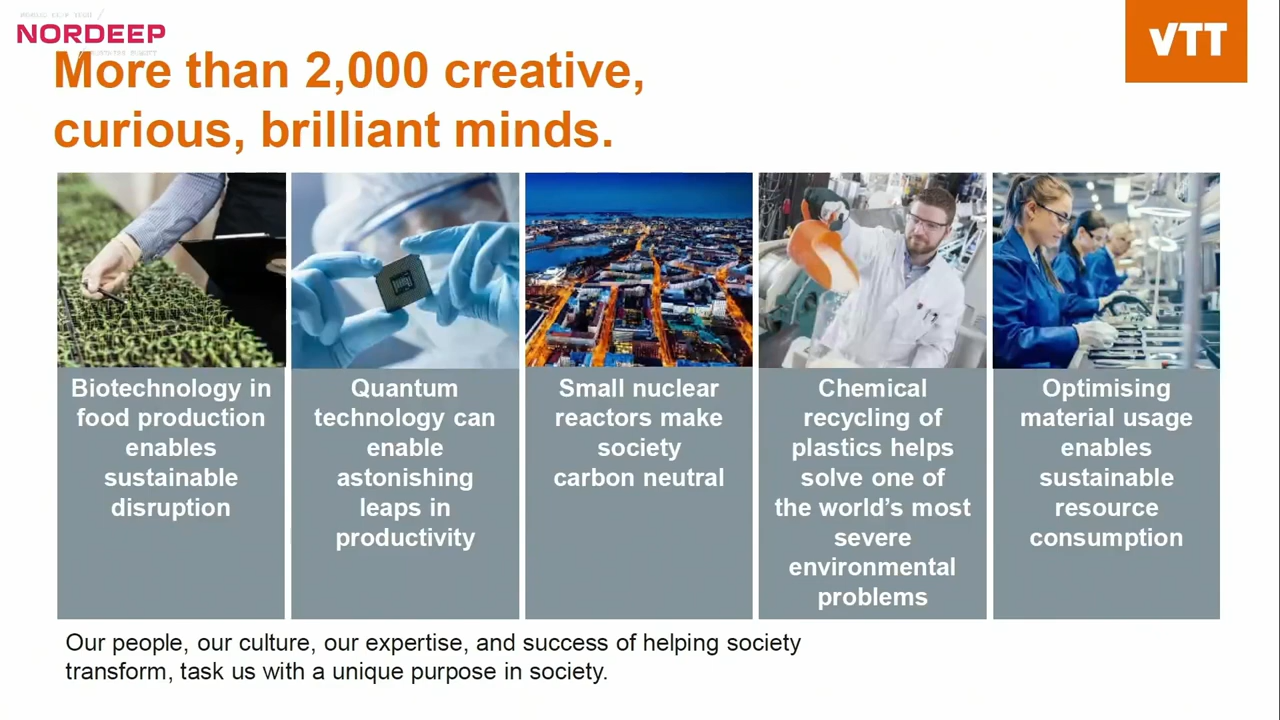 NORDEEP
VTT
More than 2,000 creative,
curious, brilliant minds.
Biotechnology in
food production
enables
sustainable
disruption
Quantum
technology can
enable
astonishing
leaps in
productivity
Small nuclear
reactors make
society
carbon neutral
Chemical
recycling of
plastics helps
solve one of
the world's most
severe
environmental
problems
Optimising
material usage
enables
sustainable
resource
consumption
Our people, our culture, our expertise, and success of helping society
transform, task us with a unique purpose in society.